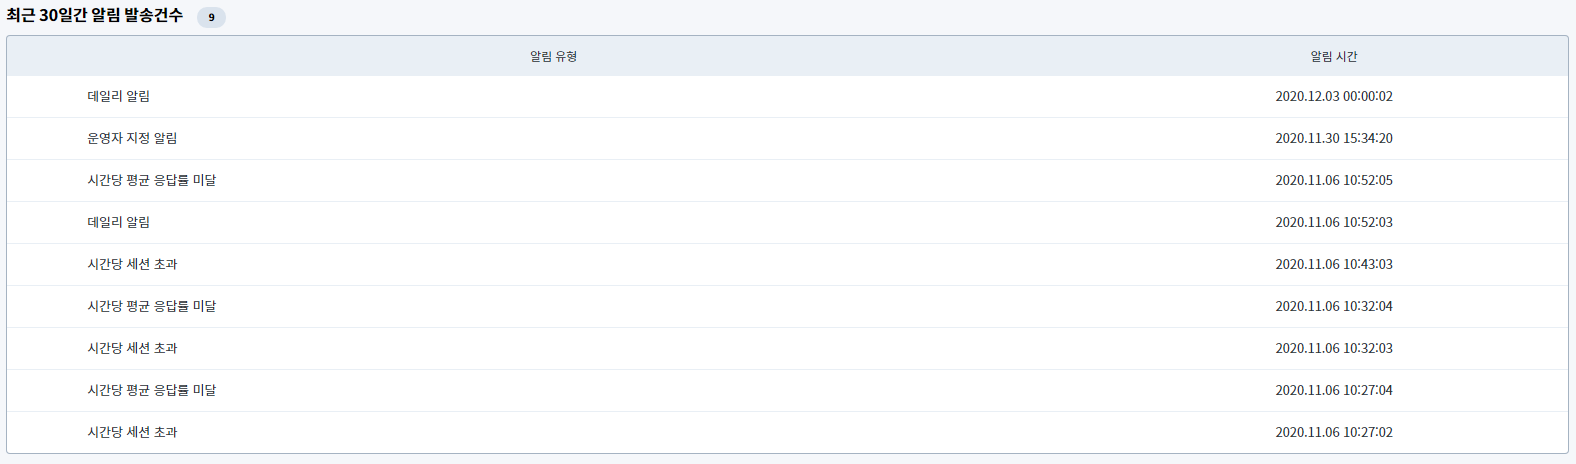 최근 30일간 알림 발송건수 9
알림 유형 알림 시간
데일리 알림 2020.12.03 00:00:02
운영자 지정 알림 2020.11.30 15:34:20
시간당 평균 응답률 미달 2020.11.06 10:52:05
데일리 알림 2020.11.06 10:52:03
시간당 세션 초과 2020.11.06 10:43:03
시간당 평균 응답률 미달 2020.11.06 10:32:04
시간당 세션 초과 2020.11.06 10:32:03
시간당 평균 응답률 미달 2020.11.06 10:27:04
시간당 세션 초과 2020.11.06 10:27:02